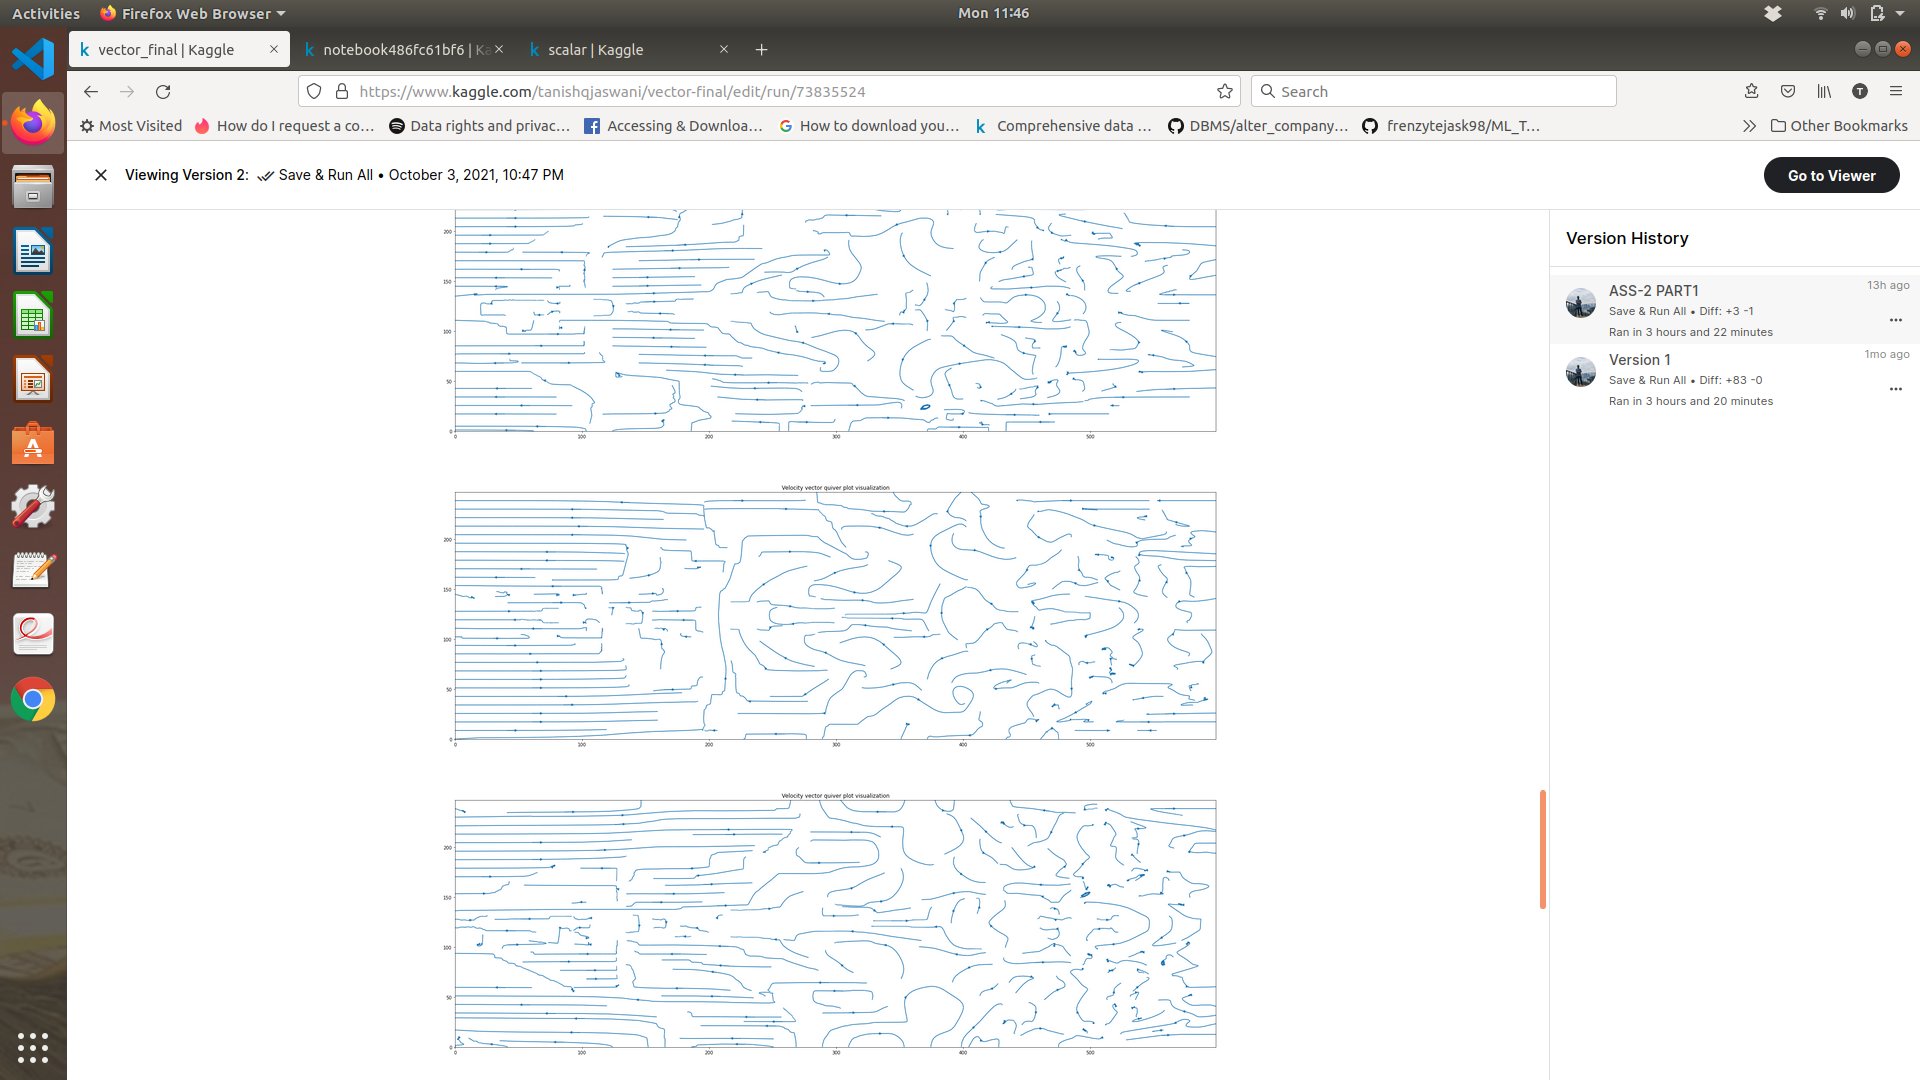 Activities Firefox Web Browser Mon 11:46
vector_final | Kaggle notebook486fc61bf6 | Ka scalar | Kaggle
https://www.kaggle.com/tanishqjaswani/vector-final/edit/run/73835524 Search T
Most Visited How do I request a co… Data rights and privac… Accessing & Downloa… How to download you… Comprehensive data … DBMS/alter_company… frenzytejask98/ML_T… Other Bookmarks
Viewing Version 2: Save & Run All • October 3, 2021, 10:47 PM Go to Viewer
Version History
ASS-2 PART1 13h ago
Save & Run All • Diff: +3 -1
Ran in 3 hours and 22 minutes
Version 1 1mo ago
Save & Run All • Diff: +83 -0
Ran in 3 hours and 20 minutes
200
150
100
50
0
0 100 200 300 400 500
Velocity vector quiver plot visualization
200
150
100
50
0
0 100 200 300 400 500
Velocity vector quiver plot visualization
200
150
100
50
0
0 100 200 300 400 500